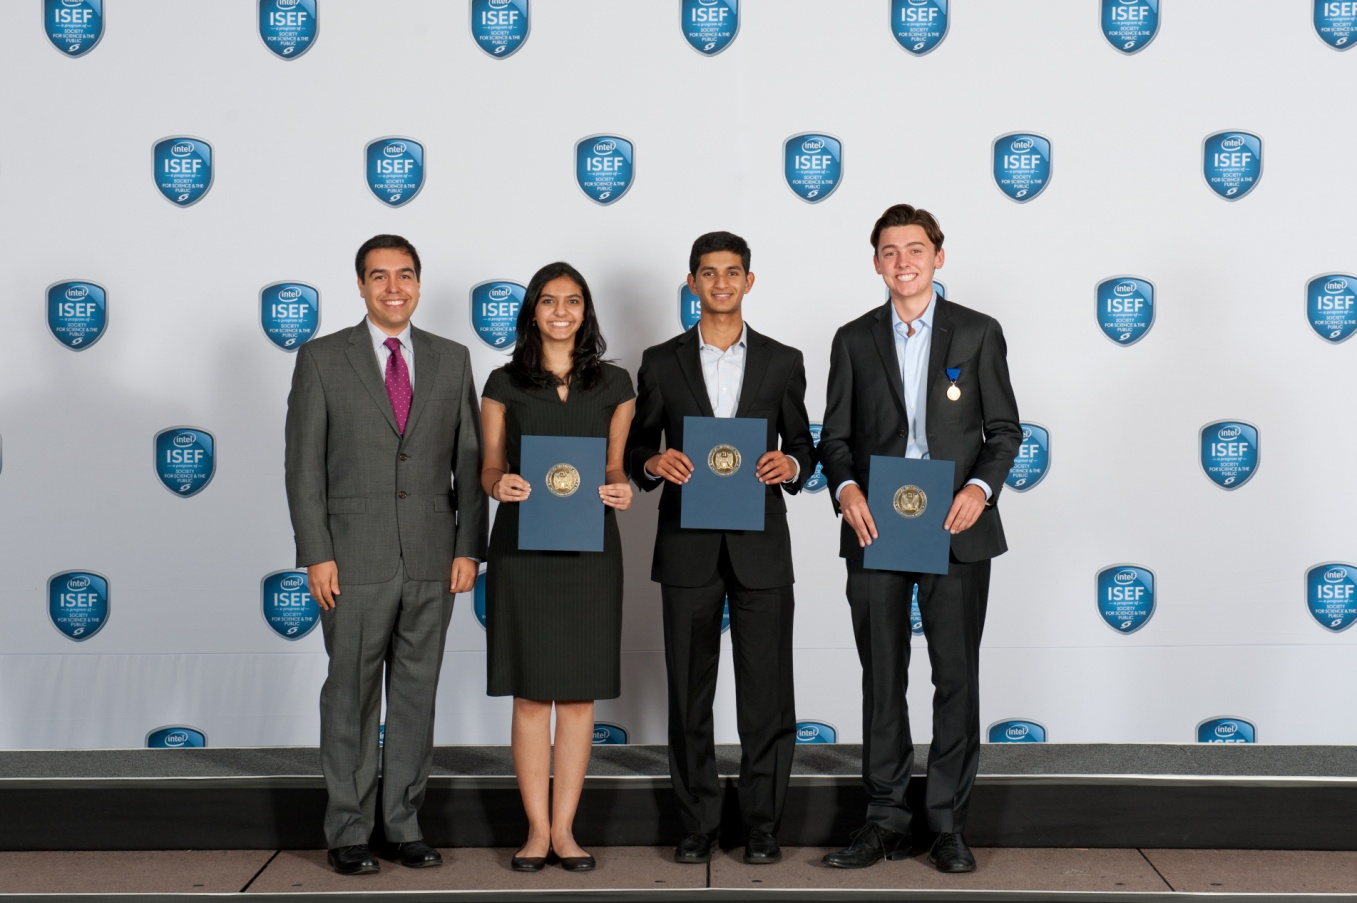 intel
ISEF
a program of
SOCIETY
FOR SCIENCE & THE
PUBLIC